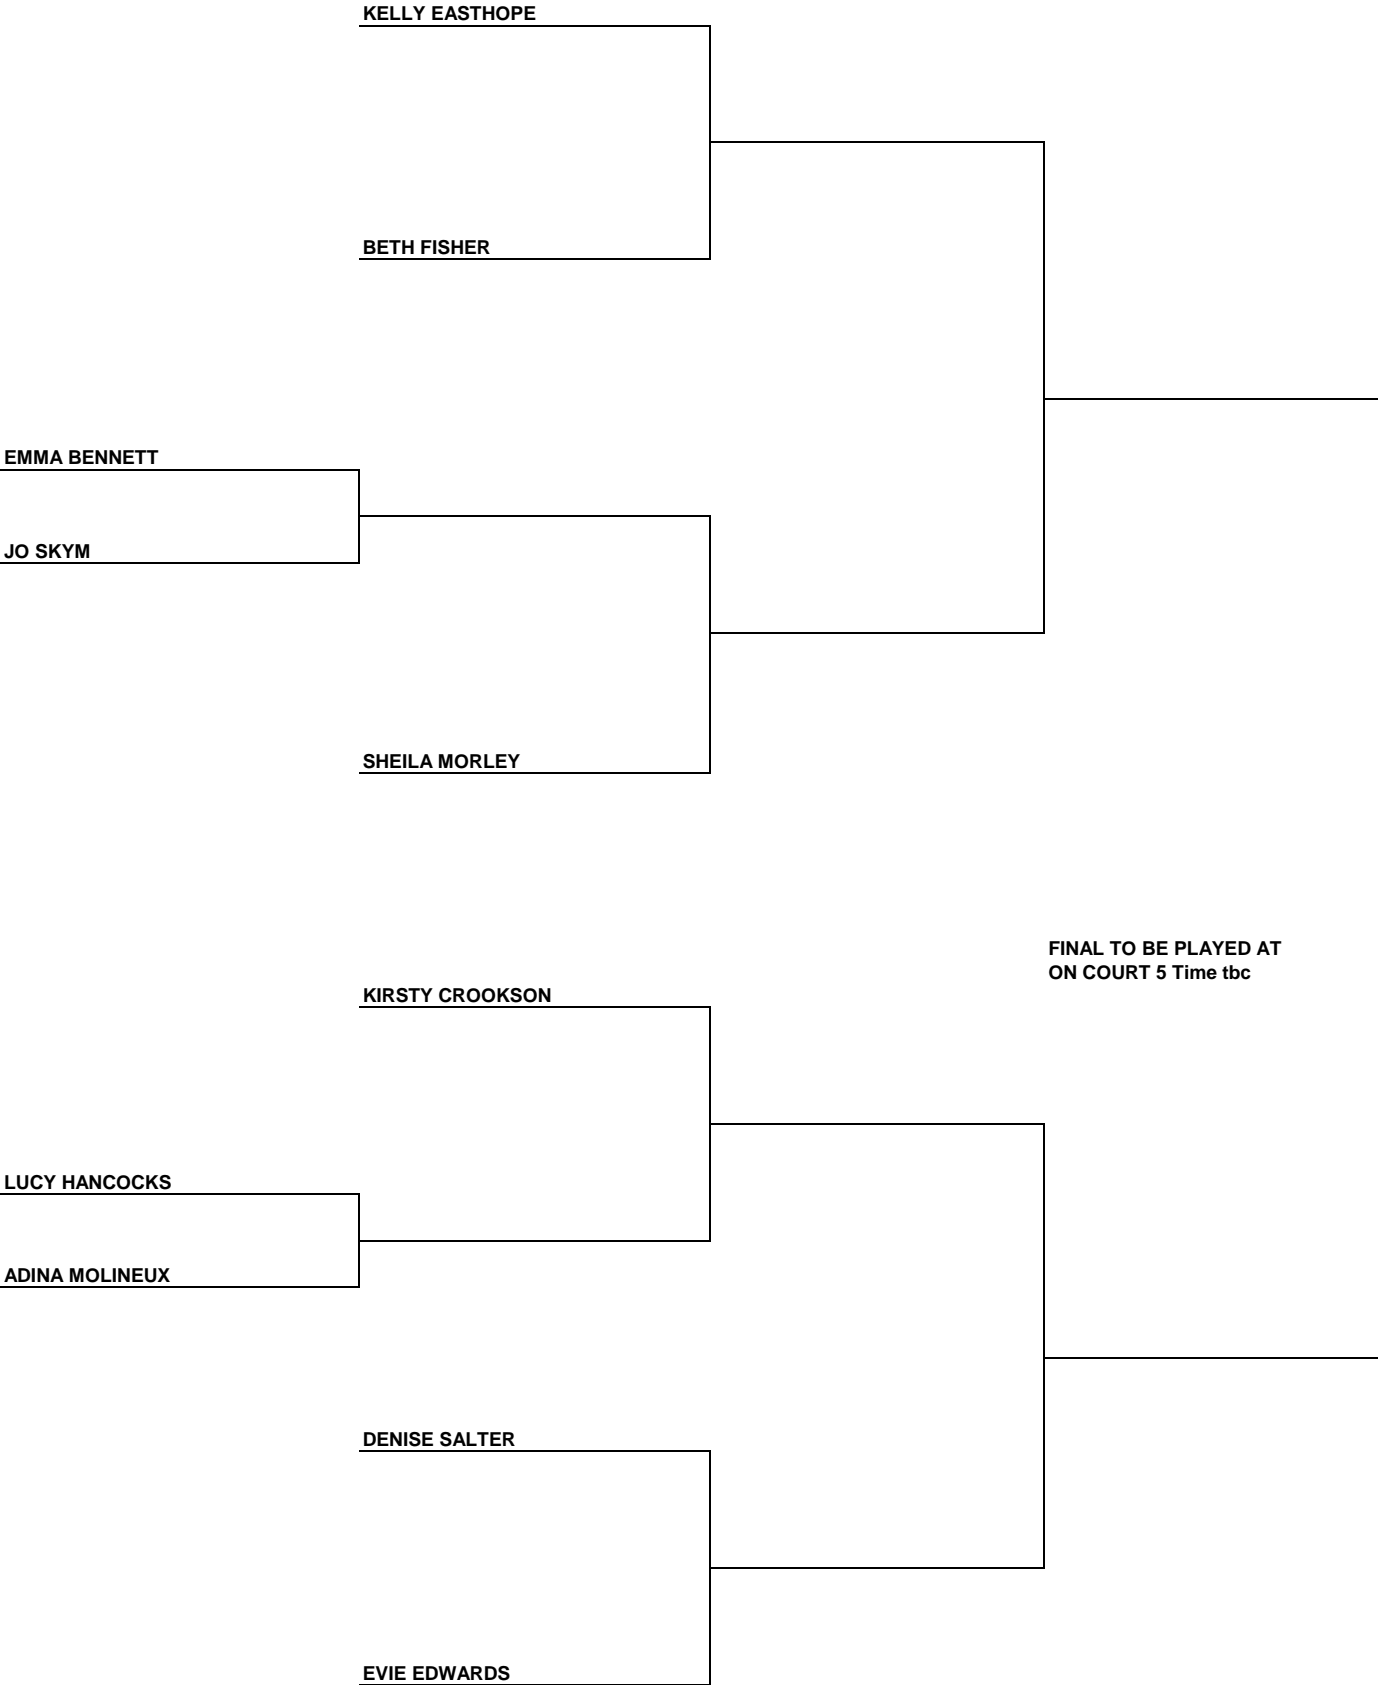 KELLY EASTHOPE
BETH FISHER
EMMA BENNETT
JO SKYM
SHEILA MORLEY
FINAL TO BE PLAYED AT
ON COURT 5 Time tbc
KIRSTY CROOKSON
LUCY HANCOCKS
ADINA MOLINEUX
DENISE SALTER
EVIE EDWARDS